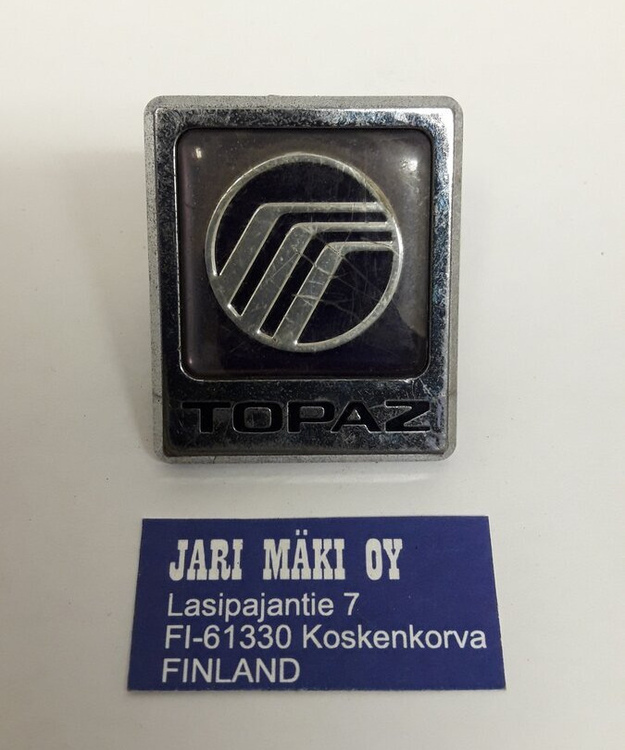 TOPAZ
JARI MÄKI OY
Lasipajantie 7
FI-61330 Koskenkorva
FINLAND